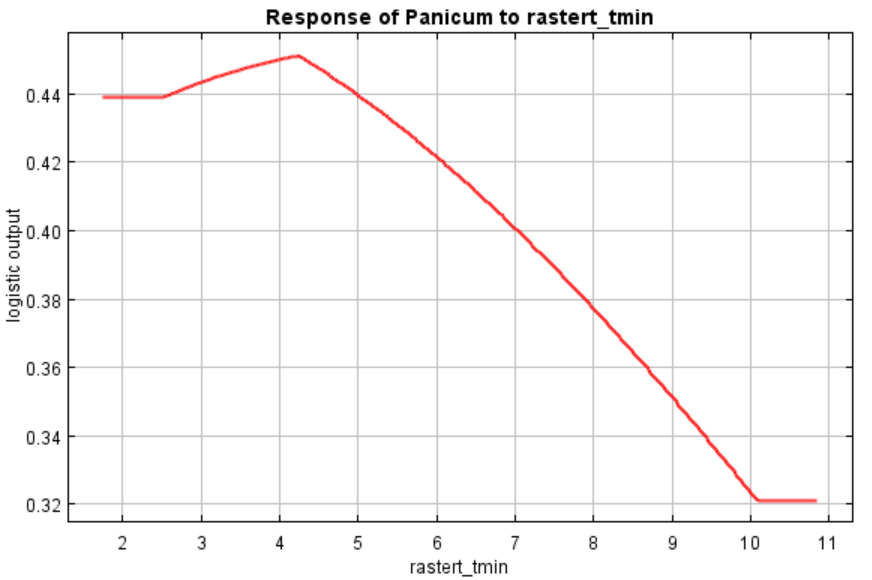 Response of Panicum to rastert_tmin
logistic output
0.44
0.42
0.40
0.38
0.36
0.34
0.32
2 3 4 5 6 7 8 9 10 11
rastert_tmin